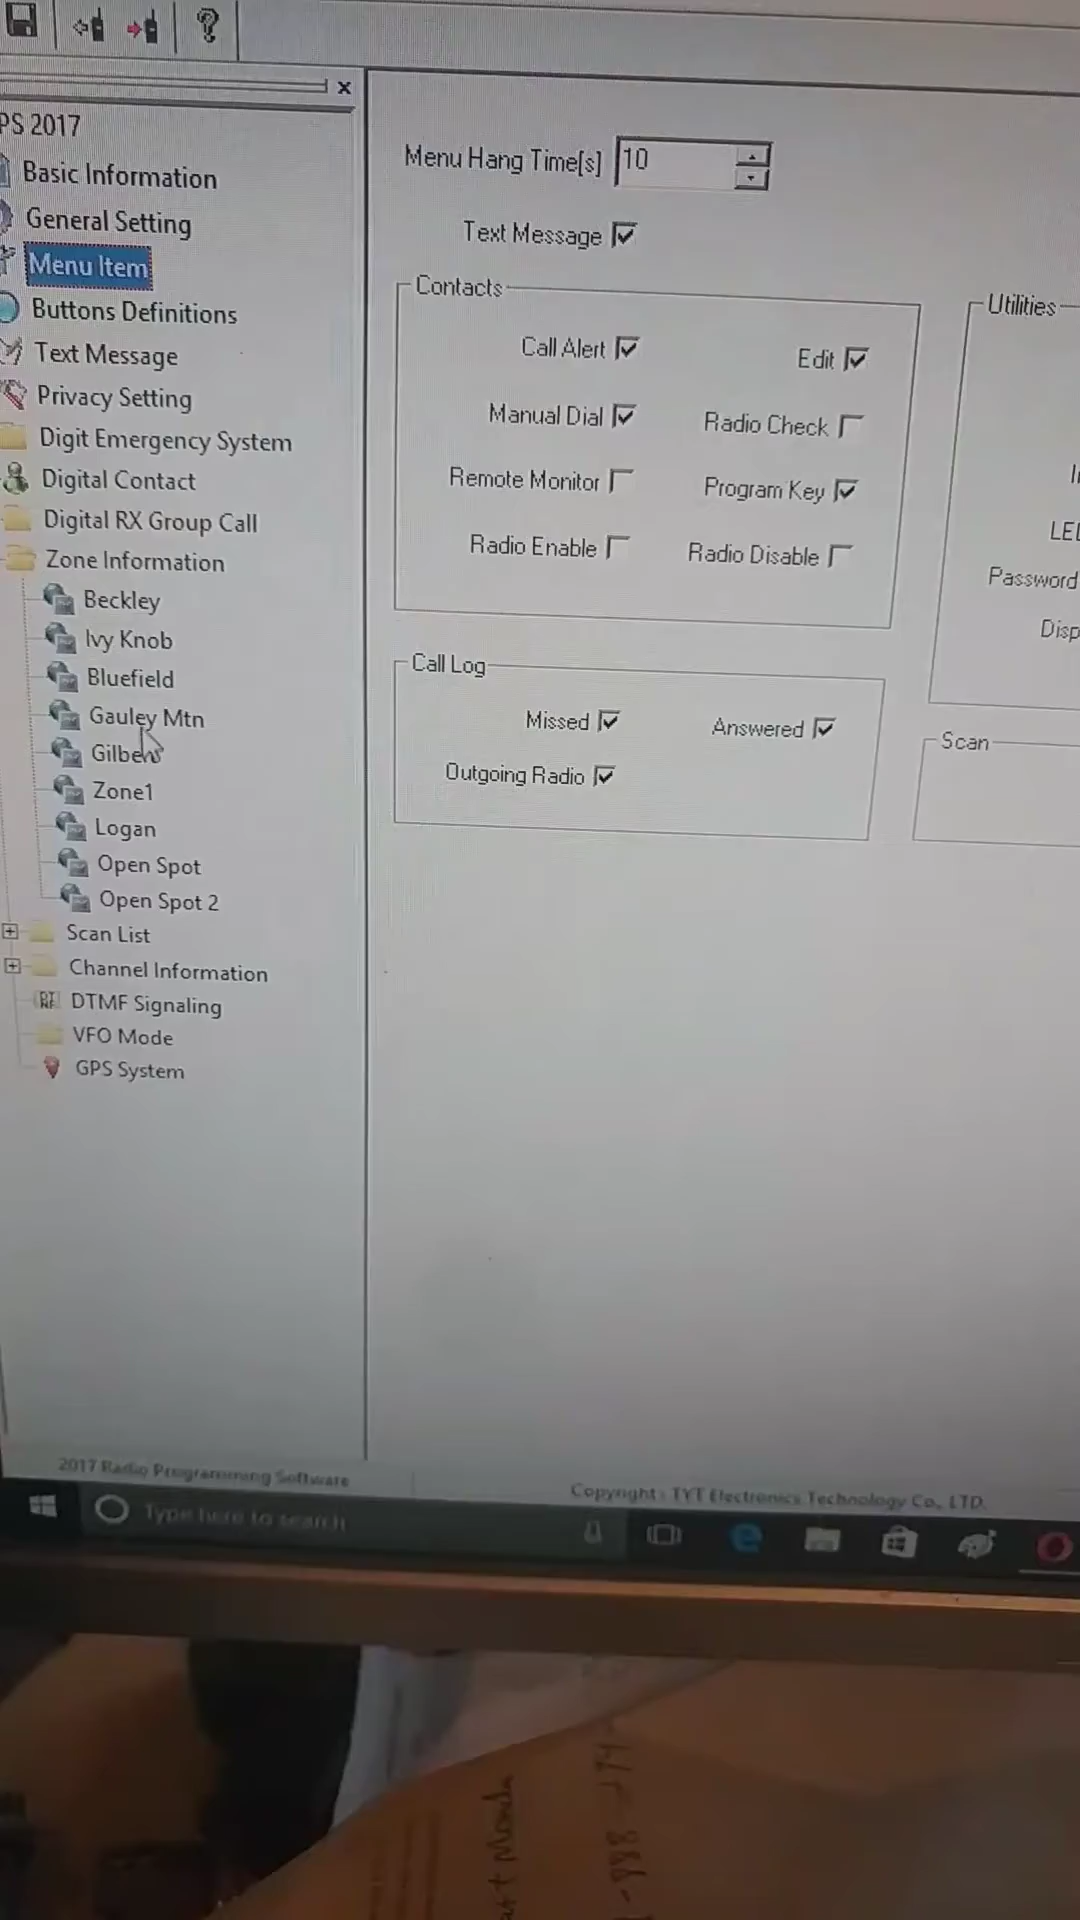 PS 2017
Basic Information
General Setting
Menu Item
Buttons Definitions
Text Message
Privacy Setting
Digit Emergency System
Digital Contact
Digital RX Group Call
Zone Information
Beckley
Ivy Knob
Bluefield
Gauley Mtn
Gilbert
Zone1
Logan
Open Spot
Open Spot 2
Scan List
Channel Information
DTMF Signaling
VFO Mode
GPS System
Menu Hang Time[s] 10
Text Message
Contacts
Call Alert Edit
Manual Dial Radio Check
Remote Monitor Program Key
Radio Enable Radio Disable
Call Log
Missed Answered
Outgoing Radio
Utilities
LED
Password
Disp
Scan
2017 Radio Programming Software
Copyright : TYT Electronics Technology Co., LTD.
Type here to search